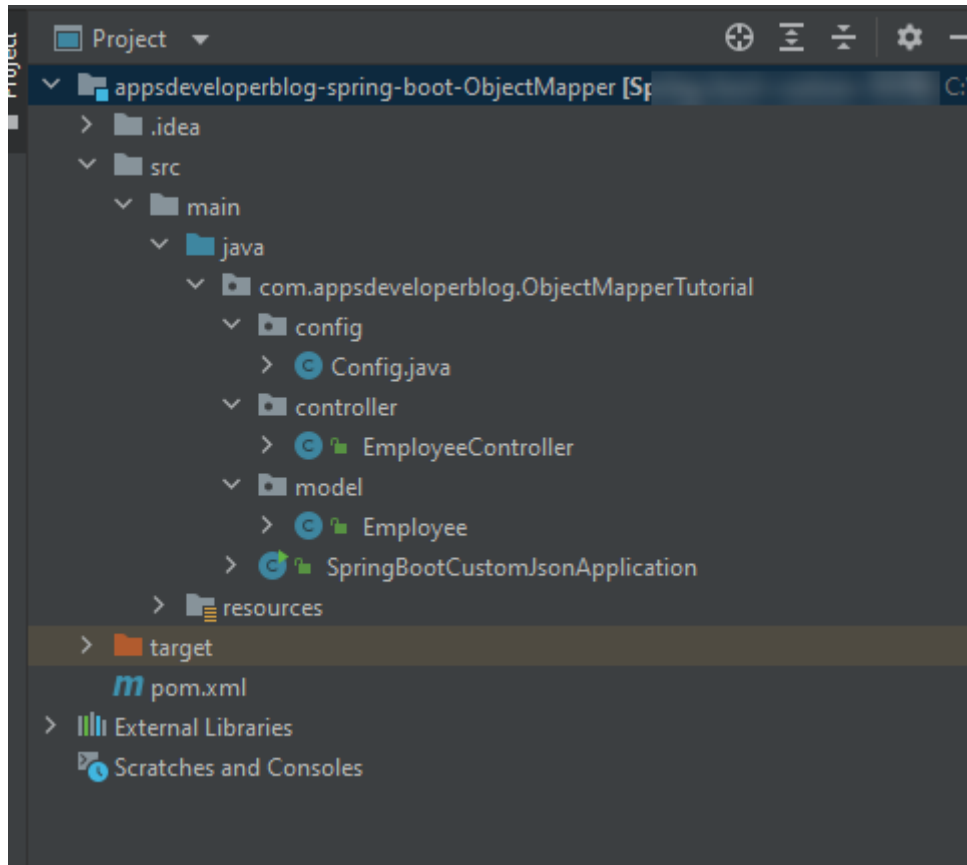 Project
Project
appsdeveloperblog-spring-boot-ObjectMapper [Sp C:
.idea
src
main
java
com.appsdeveloperblog.ObjectMapperTutorial
config
Config.java
controller
EmployeeController
model
Employee
SpringBootCustomJsonApplication
resources
target
pom.xml
External Libraries
Scratches and Consoles